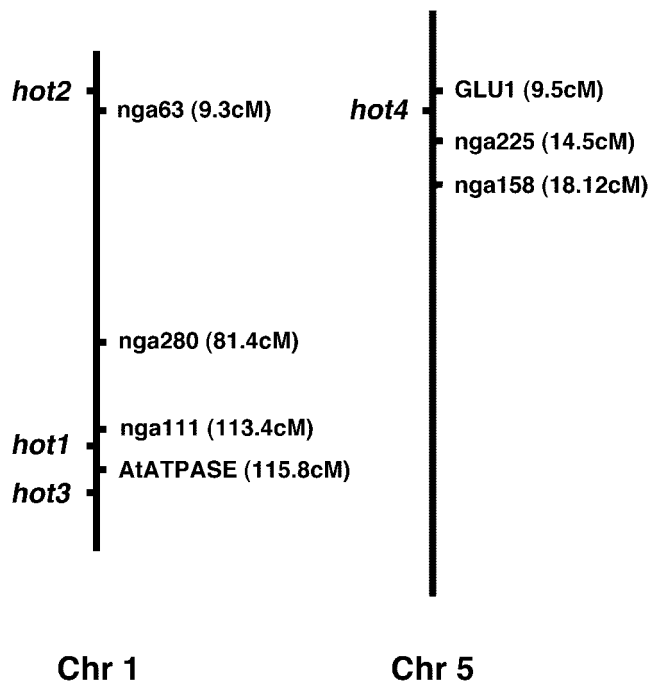 hot2
nga63 (9.3cM)
nga280 (81.4cM)
nga111 (113.4cM)
hot1
AtATPASE (115.8cM)
hot3
Chr 1
GLU1 (9.5cM)
hot4
nga225 (14.5cM)
nga158 (18.12cM)
Chr 5